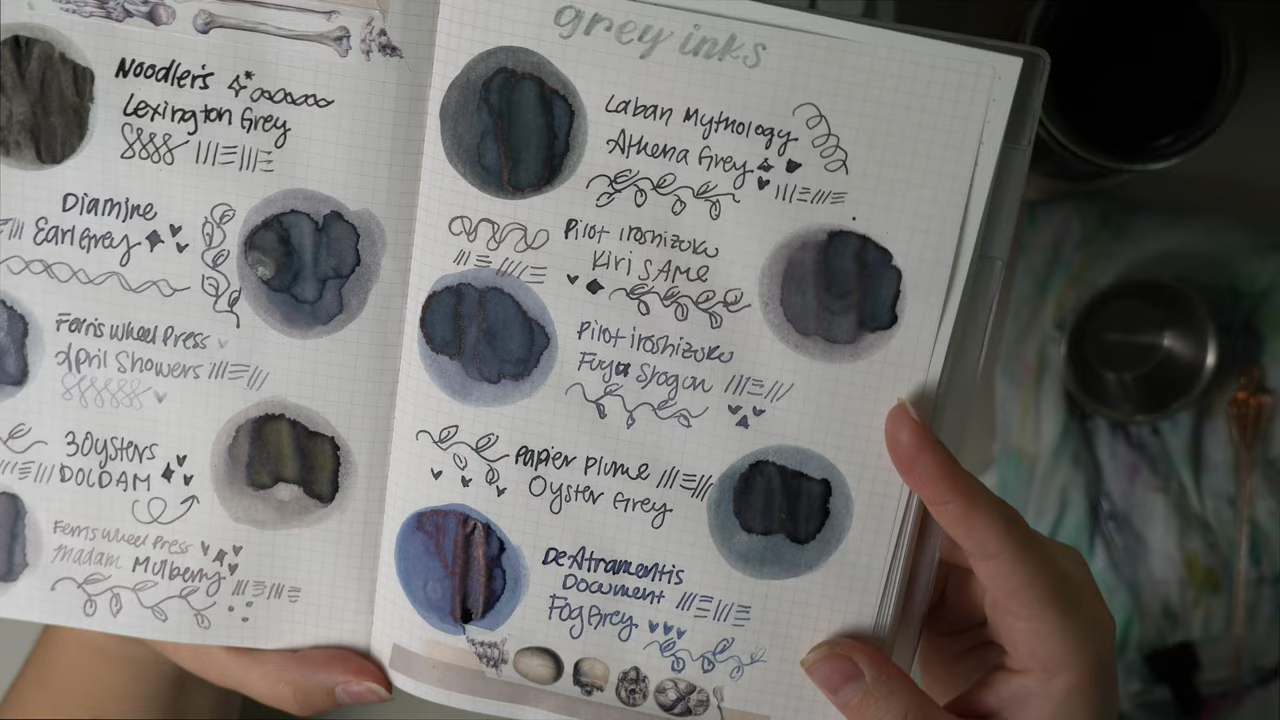 Noodler's
Lexington Grey
Diamine
Earl Grey
Ferris Wheel Press
April Showers
3Oysters
DOLDAM
Ferris Wheel Press
Madam Mulberry
grey inks
Laban Mythology
Athena Grey
Pilot iroshizuku
Kiri SAMe
Pilot iroshizuku
Fuyu Syogun
Papier Plume
Oyster Grey
De Atramentis
Document
Fog Grey